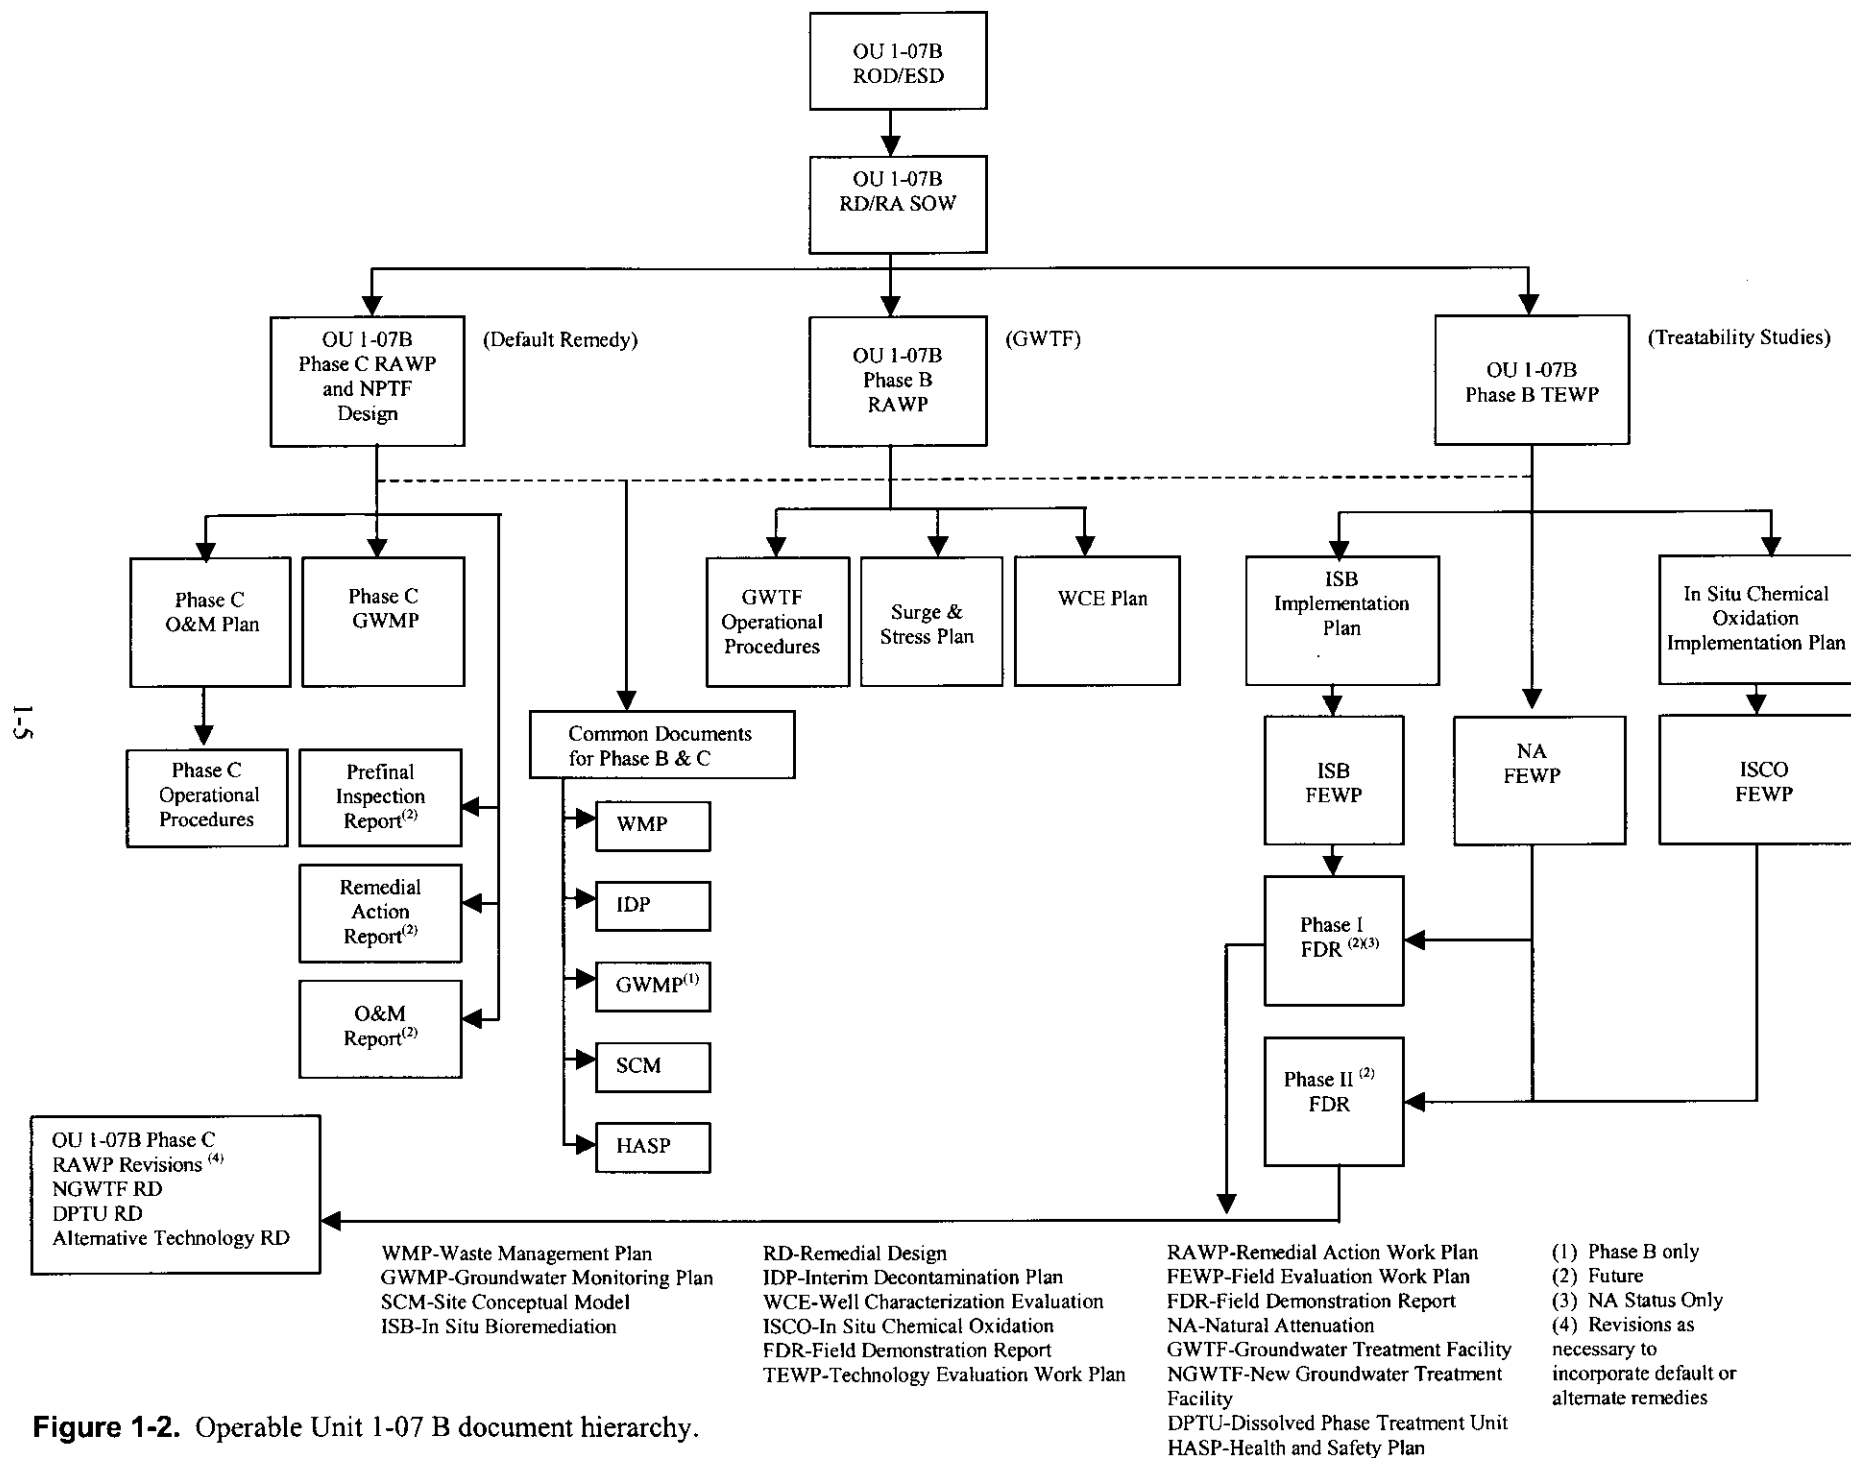 OU 1-07B
ROD/ESD
OU 1-07B
RD/RA SOW
OU 1-07B
Phase C RAWP
and NPTF
Design
(Default Remedy)
OU 1-07B
Phase B
RAWP
(GWTF)
OU 1-07B
Phase B TEWP
(Treatability Studies)
Phase C
O&M Plan
Phase C
GWMP
GWTF
Operational
Procedures
Surge &
Stress Plan
WCE Plan
ISB
Implementation
Plan
In Situ Chemical
Oxidation
Implementation Plan
1-5
Phase C
Operational
Procedures
Prefinal
Inspection
Report(2)
Common Documents
for Phase B & C
ISB
FEWP
NA
FEWP
ISCO
FEWP
WMP
Remedial
Action
Report(2)
IDP
Phase I
FDR (2)(3)
GWMP(1)
O&M
Report(2)
SCM
Phase II (2)
FDR
HASP
OU 1-07B Phase C
RAWP Revisions (4)
NGWTF RD
DPTU RD
Alternative Technology RD
WMP-Waste Management Plan
GWMP-Groundwater Monitoring Plan
SCM-Site Conceptual Model
ISB-In Situ Bioremediation
RD-Remedial Design
IDP-Interim Decontamination Plan
WCE-Well Characterization Evaluation
ISCO-In Situ Chemical Oxidation
FDR-Field Demonstration Report
TEWP-Technology Evaluation Work Plan
RAWP-Remedial Action Work Plan
FEWP-Field Evaluation Work Plan
FDR-Field Demonstration Report
NA-Natural Attenuation
GWTF-Groundwater Treatment Facility
NGWTF-New Groundwater Treatment
Facility
DPTU-Dissolved Phase Treatment Unit
HASP-Health and Safety Plan
(1) Phase B only
(2) Future
(3) NA Status Only
(4) Revisions as
necessary to
incorporate default or
alternate remedies
Figure 1-2. Operable Unit 1-07 B document hierarchy.